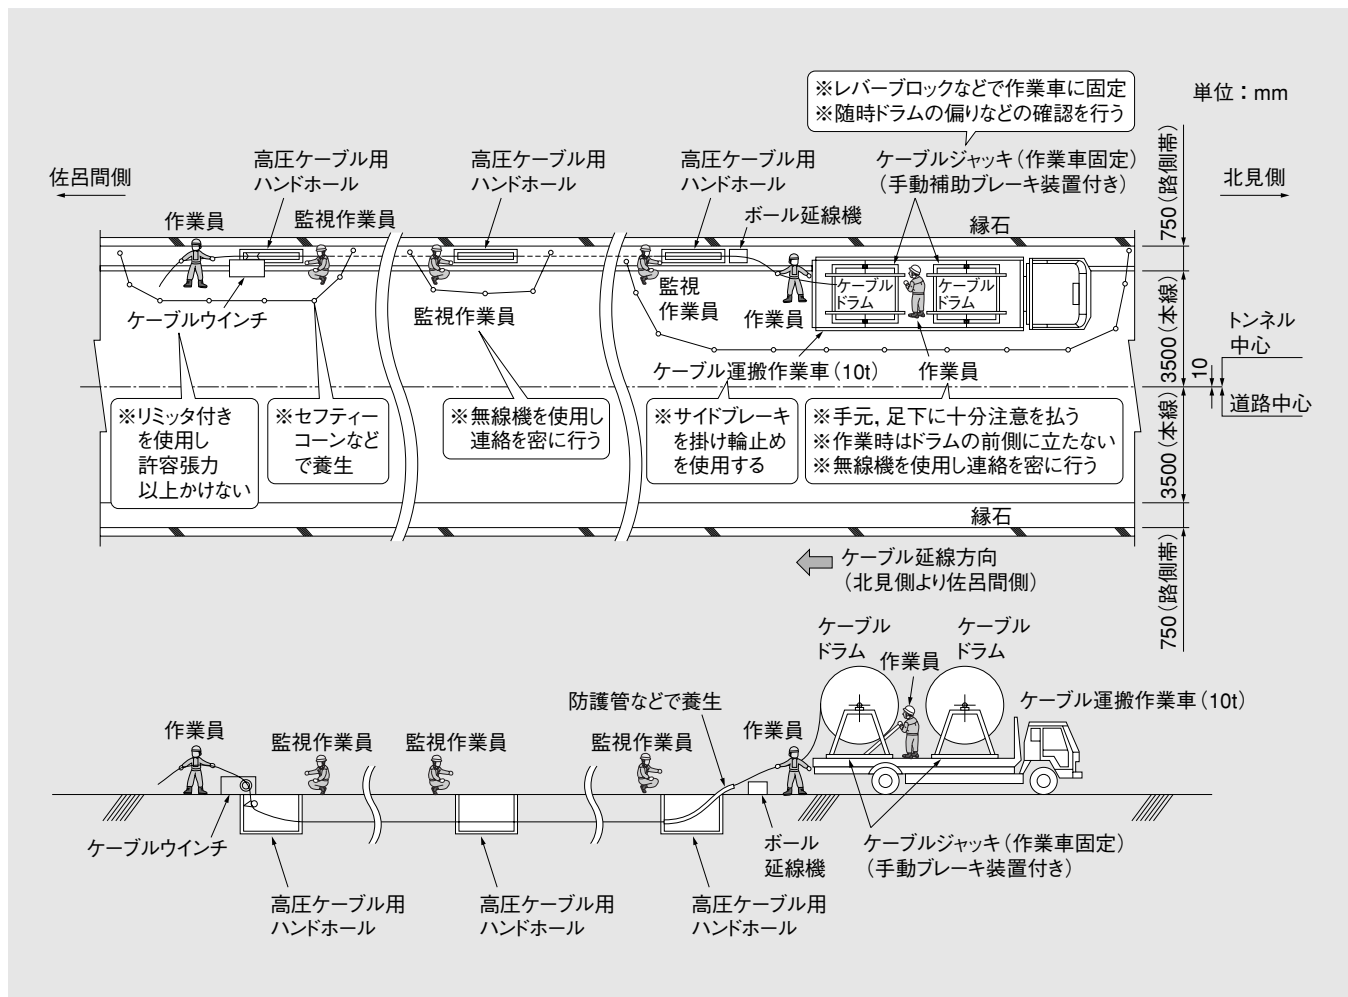 ※レバーブロックなどで作業車に固定
※随時ドラムの偏りなどの確認を行う
単位：mm
佐呂間側
高圧ケーブル用
ハンドホール
高圧ケーブル用
ハンドホール
高圧ケーブル用
ハンドホール
ケーブルジャッキ（作業車固定）
（手動補助ブレーキ装置付き）
750（路側帯）
北見側
作業員
監視作業員
ボール延線機
縁石
ケーブルウインチ
監視作業員
監視
作業員
作業員
ケーブル
ドラム
ケーブル
ドラム
ケーブル運搬作業車（10t）
作業員
3500（本線）
10
トンネル
中心
道路中心
※リミッタ付き
を使用し
許容張力
以上かけない
※セフティー
コーンなど
で養生
※無線機を使用し
連絡を密に行う
※サイドブレーキ
を掛け輪止め
を使用する
※手元，足下に十分注意を払う
※作業時はドラムの前側に立たない
※無線機を使用し連絡を密に行う
3500（本線）
縁石
750（路側帯）
ケーブル延線方向
（北見側より佐呂間側）
ケーブル
ドラム
ケーブル
ドラム
作業員
ケーブル運搬作業車（10t）
防護管などで養生
作業員
監視作業員
監視作業員
監視作業員
作業員
ケーブルウインチ
ボール
延線機
ケーブルジャッキ（作業車固定）
（手動ブレーキ装置付き）
高圧ケーブル用
ハンドホール
高圧ケーブル用
ハンドホール
高圧ケーブル用
ハンドホール